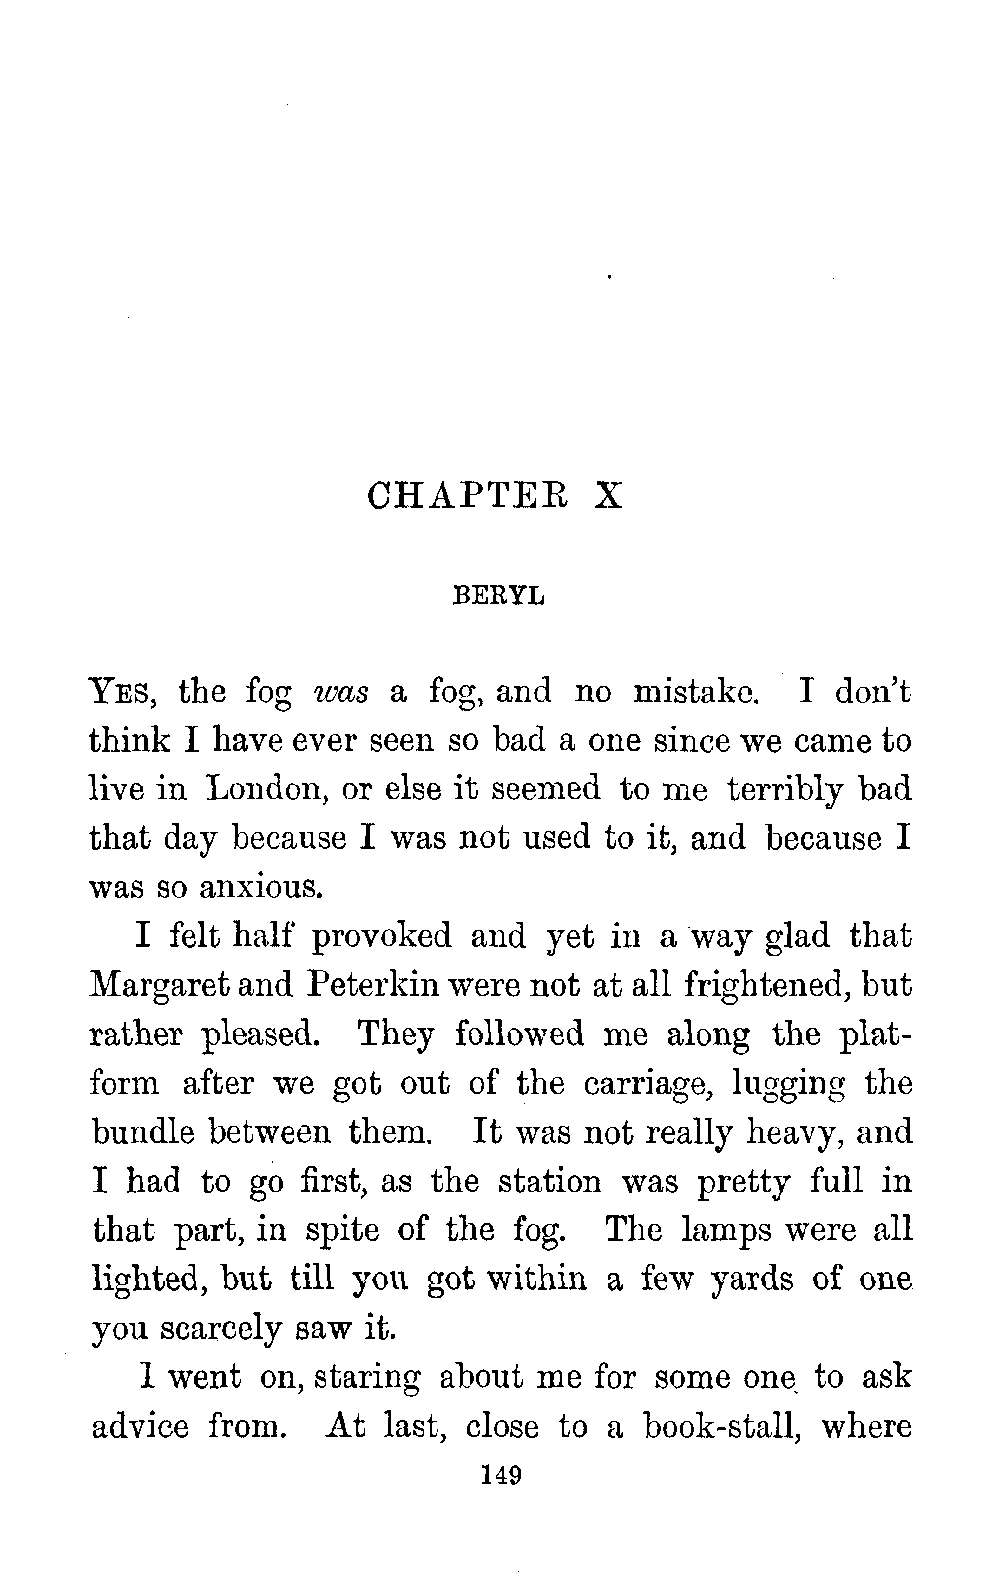 CHAPTER X
BERYL
YES, the fog was a fog, and no mistake. I don't
think I have ever seen so bad a one since we came to
live in London, or else it seemed to me terribly bad
that day because I was not used to it, and because I
was so anxious.
I felt half provoked and yet in a way glad that
Margaret and Peterkin were not at all frightened, but
rather pleased. They followed me along the plat-
form after we got out of the carriage, lugging the
bundle between them. It was not really heavy, and
I had to go first, as the station was pretty full in
that part, in spite of the fog. The lamps were all
lighted, but till you got within a few yards of one
you scarcely saw it.
I went on, staring about me for some one to ask
advice from. At last, close to a book-stall, where
149